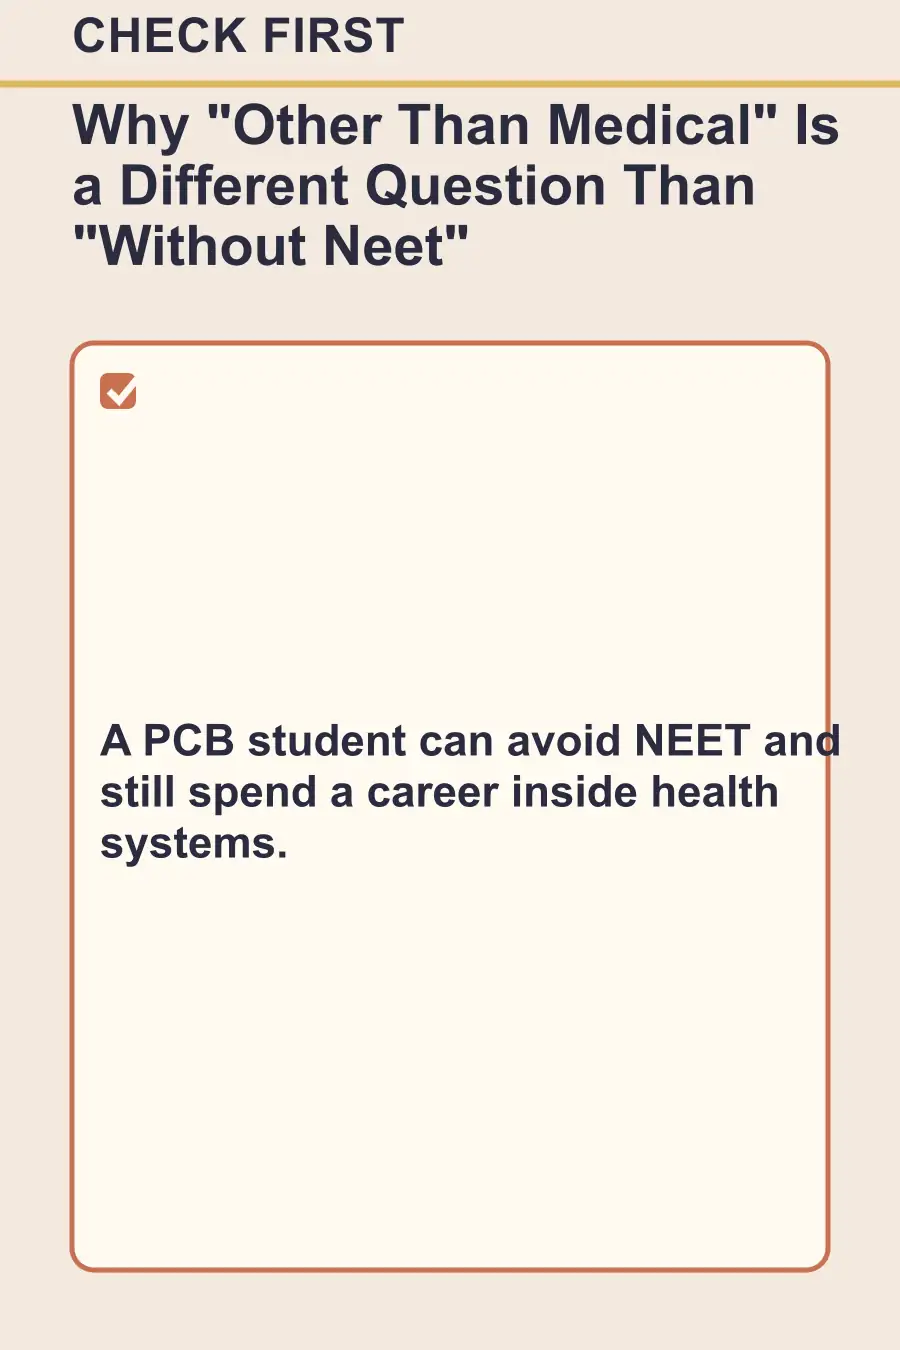 CHECK FIRST
Why "Other Than Medical" Is
a Different Question Than
"Without Neet"
A PCB student can avoid NEET and
still spend a career inside health
systems.